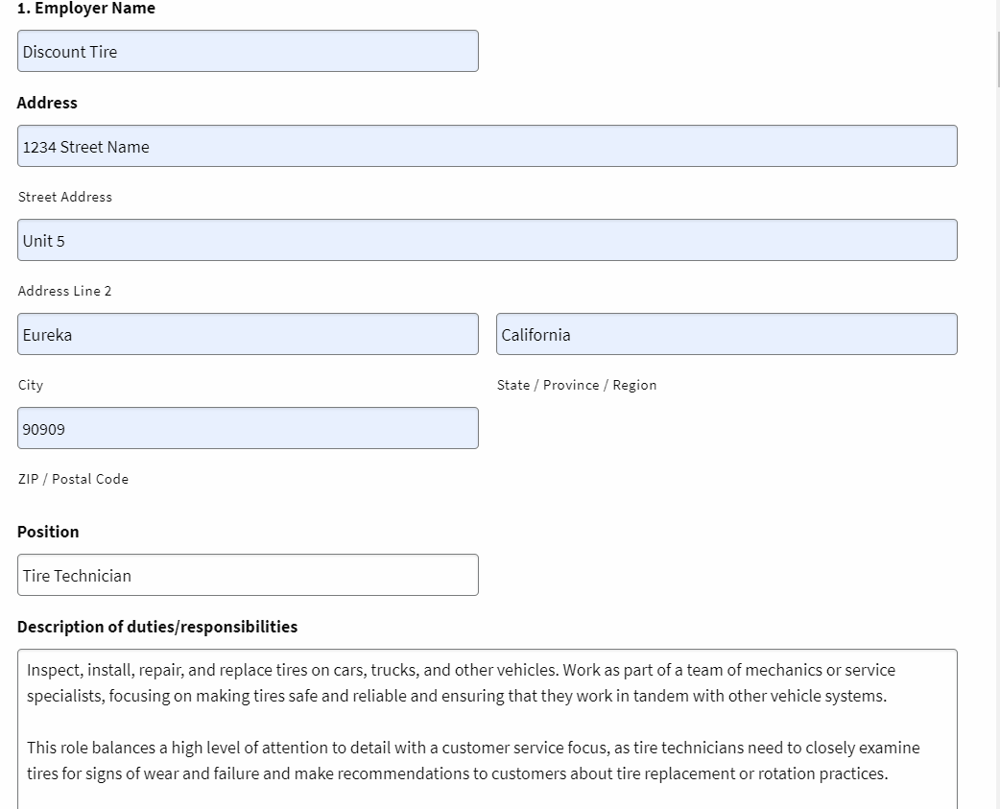 1. Employer Name
Discount Tire
Address
1234 Street Name
Street Address
Unit 5
Address Line 2
Eureka
California
City
State / Province / Region
90909
ZIP / Postal Code
Position
Tire Technician
Description of duties/responsibilities
Inspect, install, repair, and replace tires on cars, trucks, and other vehicles. Work as part of a team of mechanics or service
specialists, focusing on making tires safe and reliable and ensuring that they work in tandem with other vehicle systems.
This role balances a high level of attention to detail with a customer service focus, as tire technicians need to closely examine
tires for signs of wear and failure and make recommendations to customers about tire replacement or rotation practices.